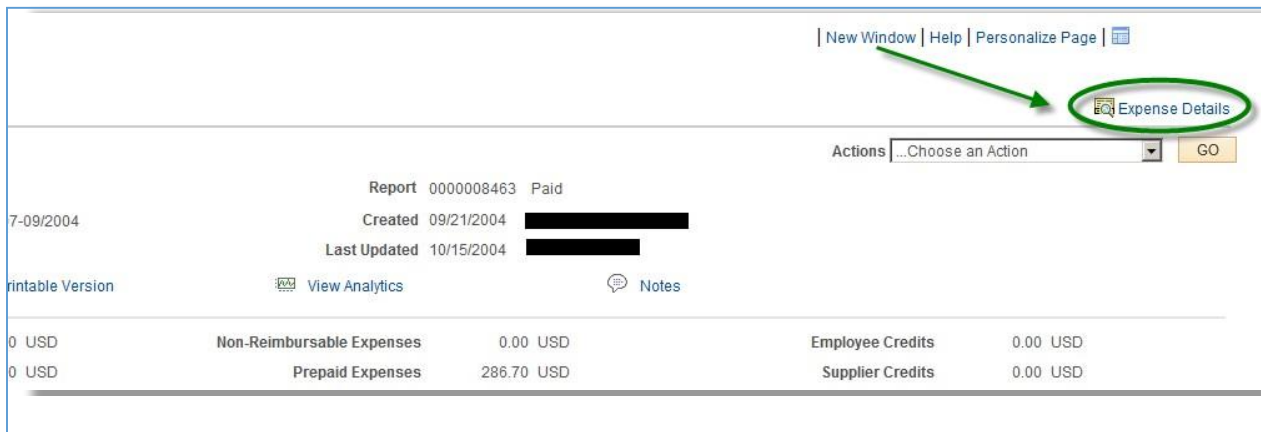 | New Window | Help | Personalize Page |
Expense Details
Actions ...Choose an Action GO
Report 0000008463 Paid
7-09/2004 Created 09/21/2004
Last Updated 10/15/2004
rintable Version View Analytics Notes
0 USD Non-Reimbursable Expenses 0.00 USD Employee Credits 0.00 USD
0 USD Prepaid Expenses 286.70 USD Supplier Credits 0.00 USD